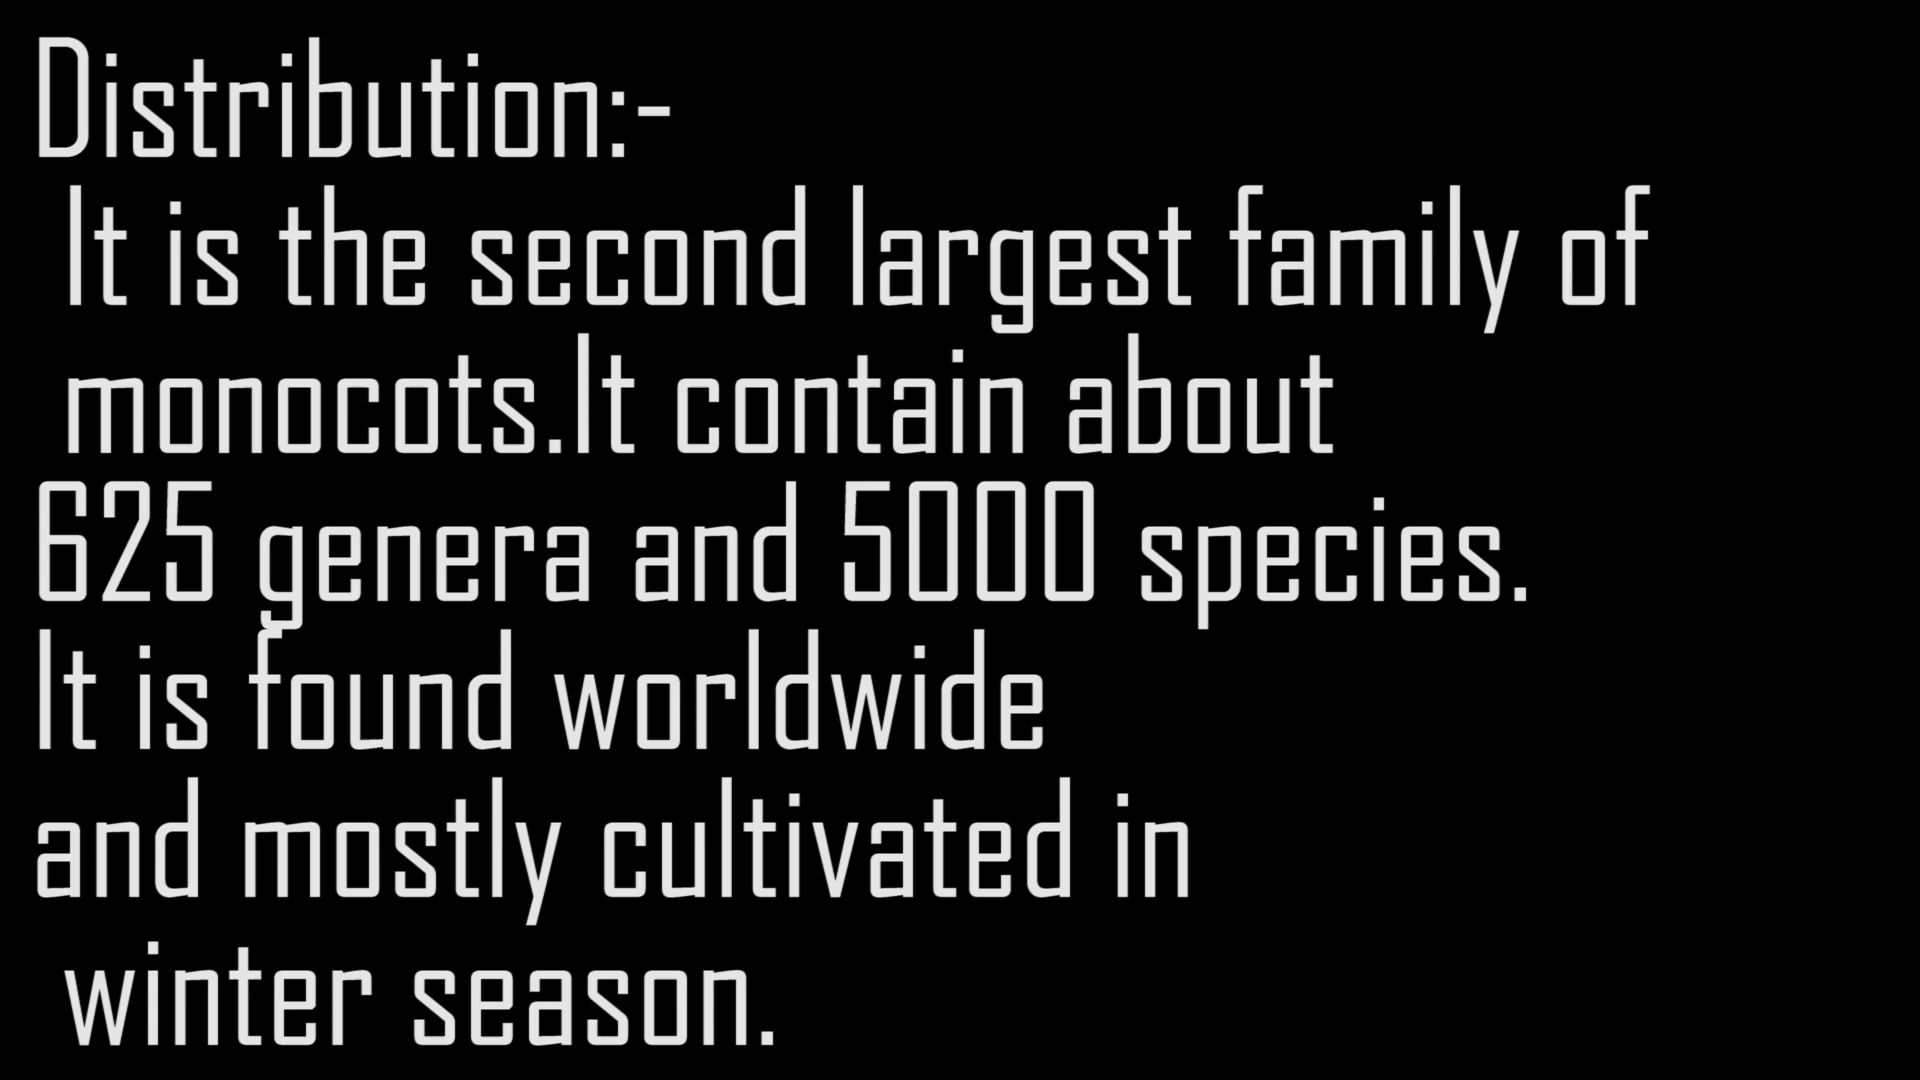 Distribution:-
It is the second largest family of
monocots.It contain about
625 genera and 5000 species.
It is found worldwide
and mostly cultivated in
winter season.